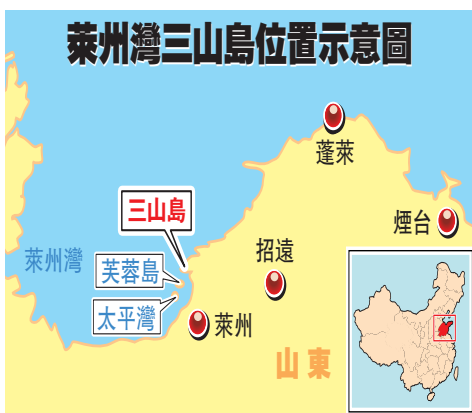 萊州灣三山島位置示意圖
蓬萊
三山島
煙台
招遠
萊州灣
芙蓉島
太平灣
萊州
山東